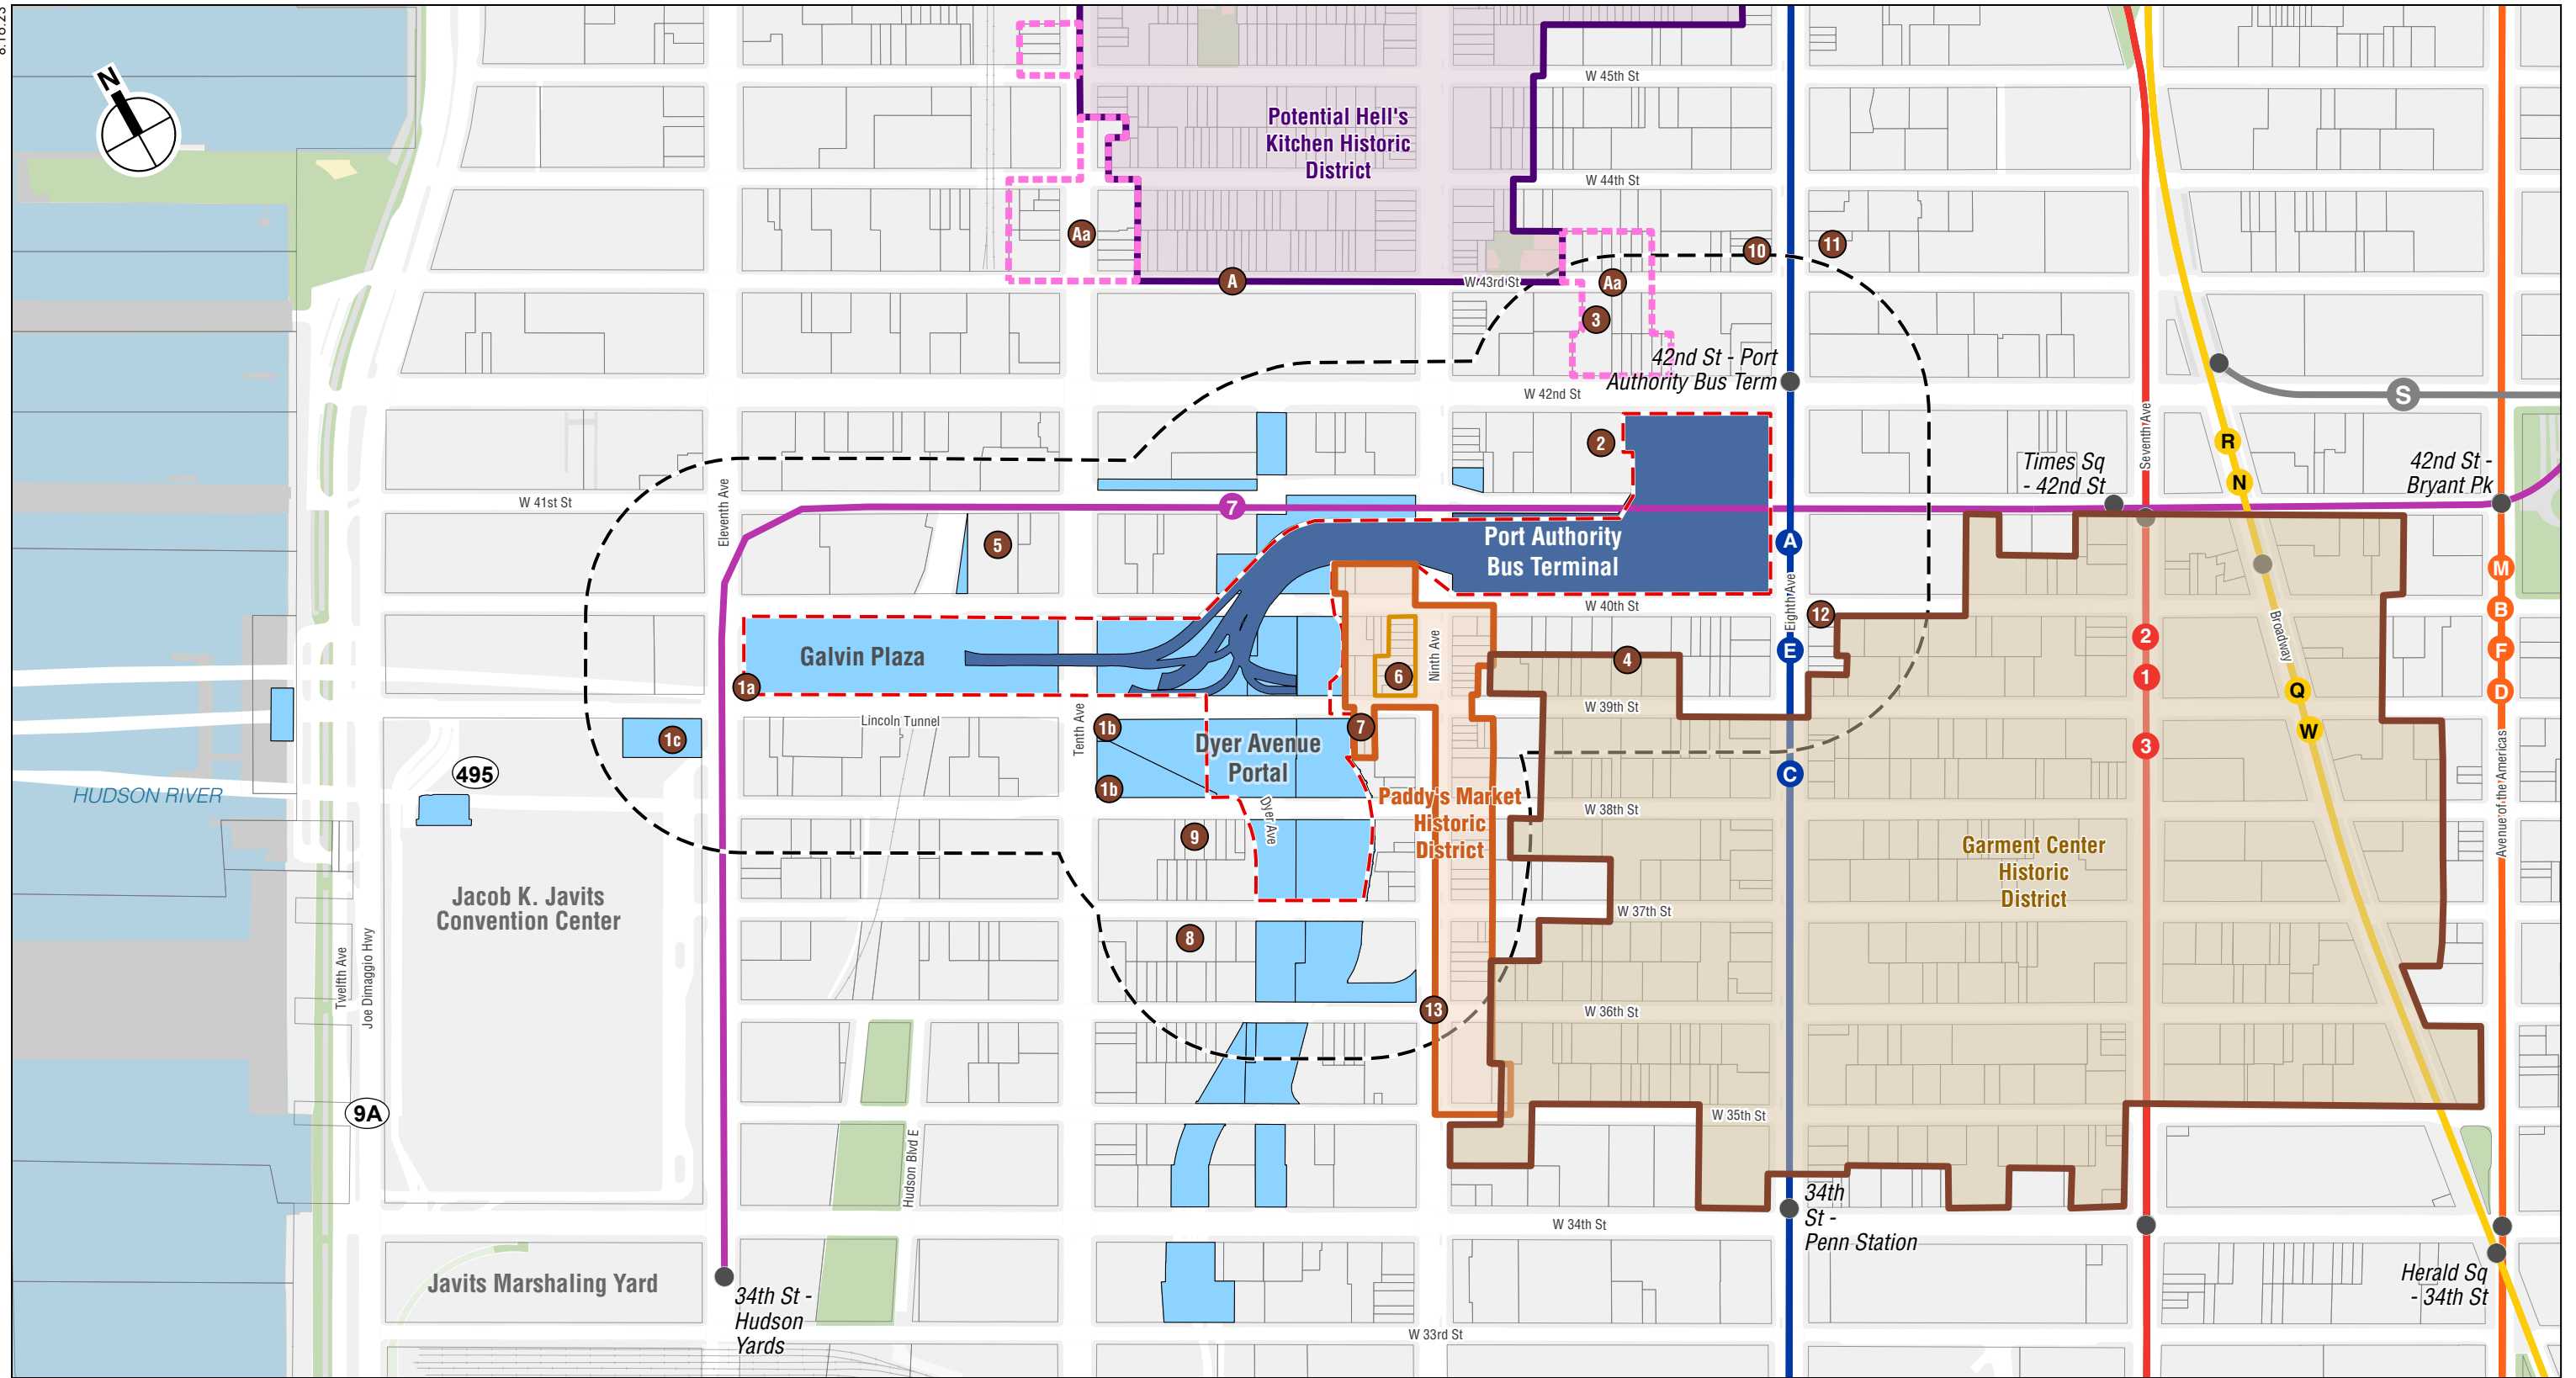 8.18.23
N
W 45th St
Potential Hell's
Kitchen Historic
District
W 44th St
Aa
10
11
A
W 43rd St
Aa
3
42nd St - Port
Authority Bus Term
W 42nd St
S
2
R
N
Seventh Ave
Times Sq
- 42nd St
42nd St -
Bryant Pk
W 41st St
Eleventh Ave
7
5
Port Authority
Bus Terminal
A
M
Eighth Ave
W 40th St
12
B
Broadway
Galvin Plaza
Ninth Ave
6
4
E
2
F
1a
1
Q
D
Lincoln Tunnel
Tenth Ave
W 39th St
1c
1b
Dyer Avenue
Portal
7
W
3
495
C
1b
HUDSON RIVER
Paddy's Market
Historic
District
W 38th St
Dyer Ave
9
Avenue of the Americas
Garment Center
Historic
District
Jacob K. Javits
Convention Center
W 37th St
8
Twelfth Ave
Joe Dimaggio Hwy
13
W 36th St
9A
W 35th St
Hudson Blvd E
34th
St -
Penn Station
W 34th St
Javits Marshaling Yard
34th St -
Hudson
Yards
Herald Sq
- 34th St
W 33rd St